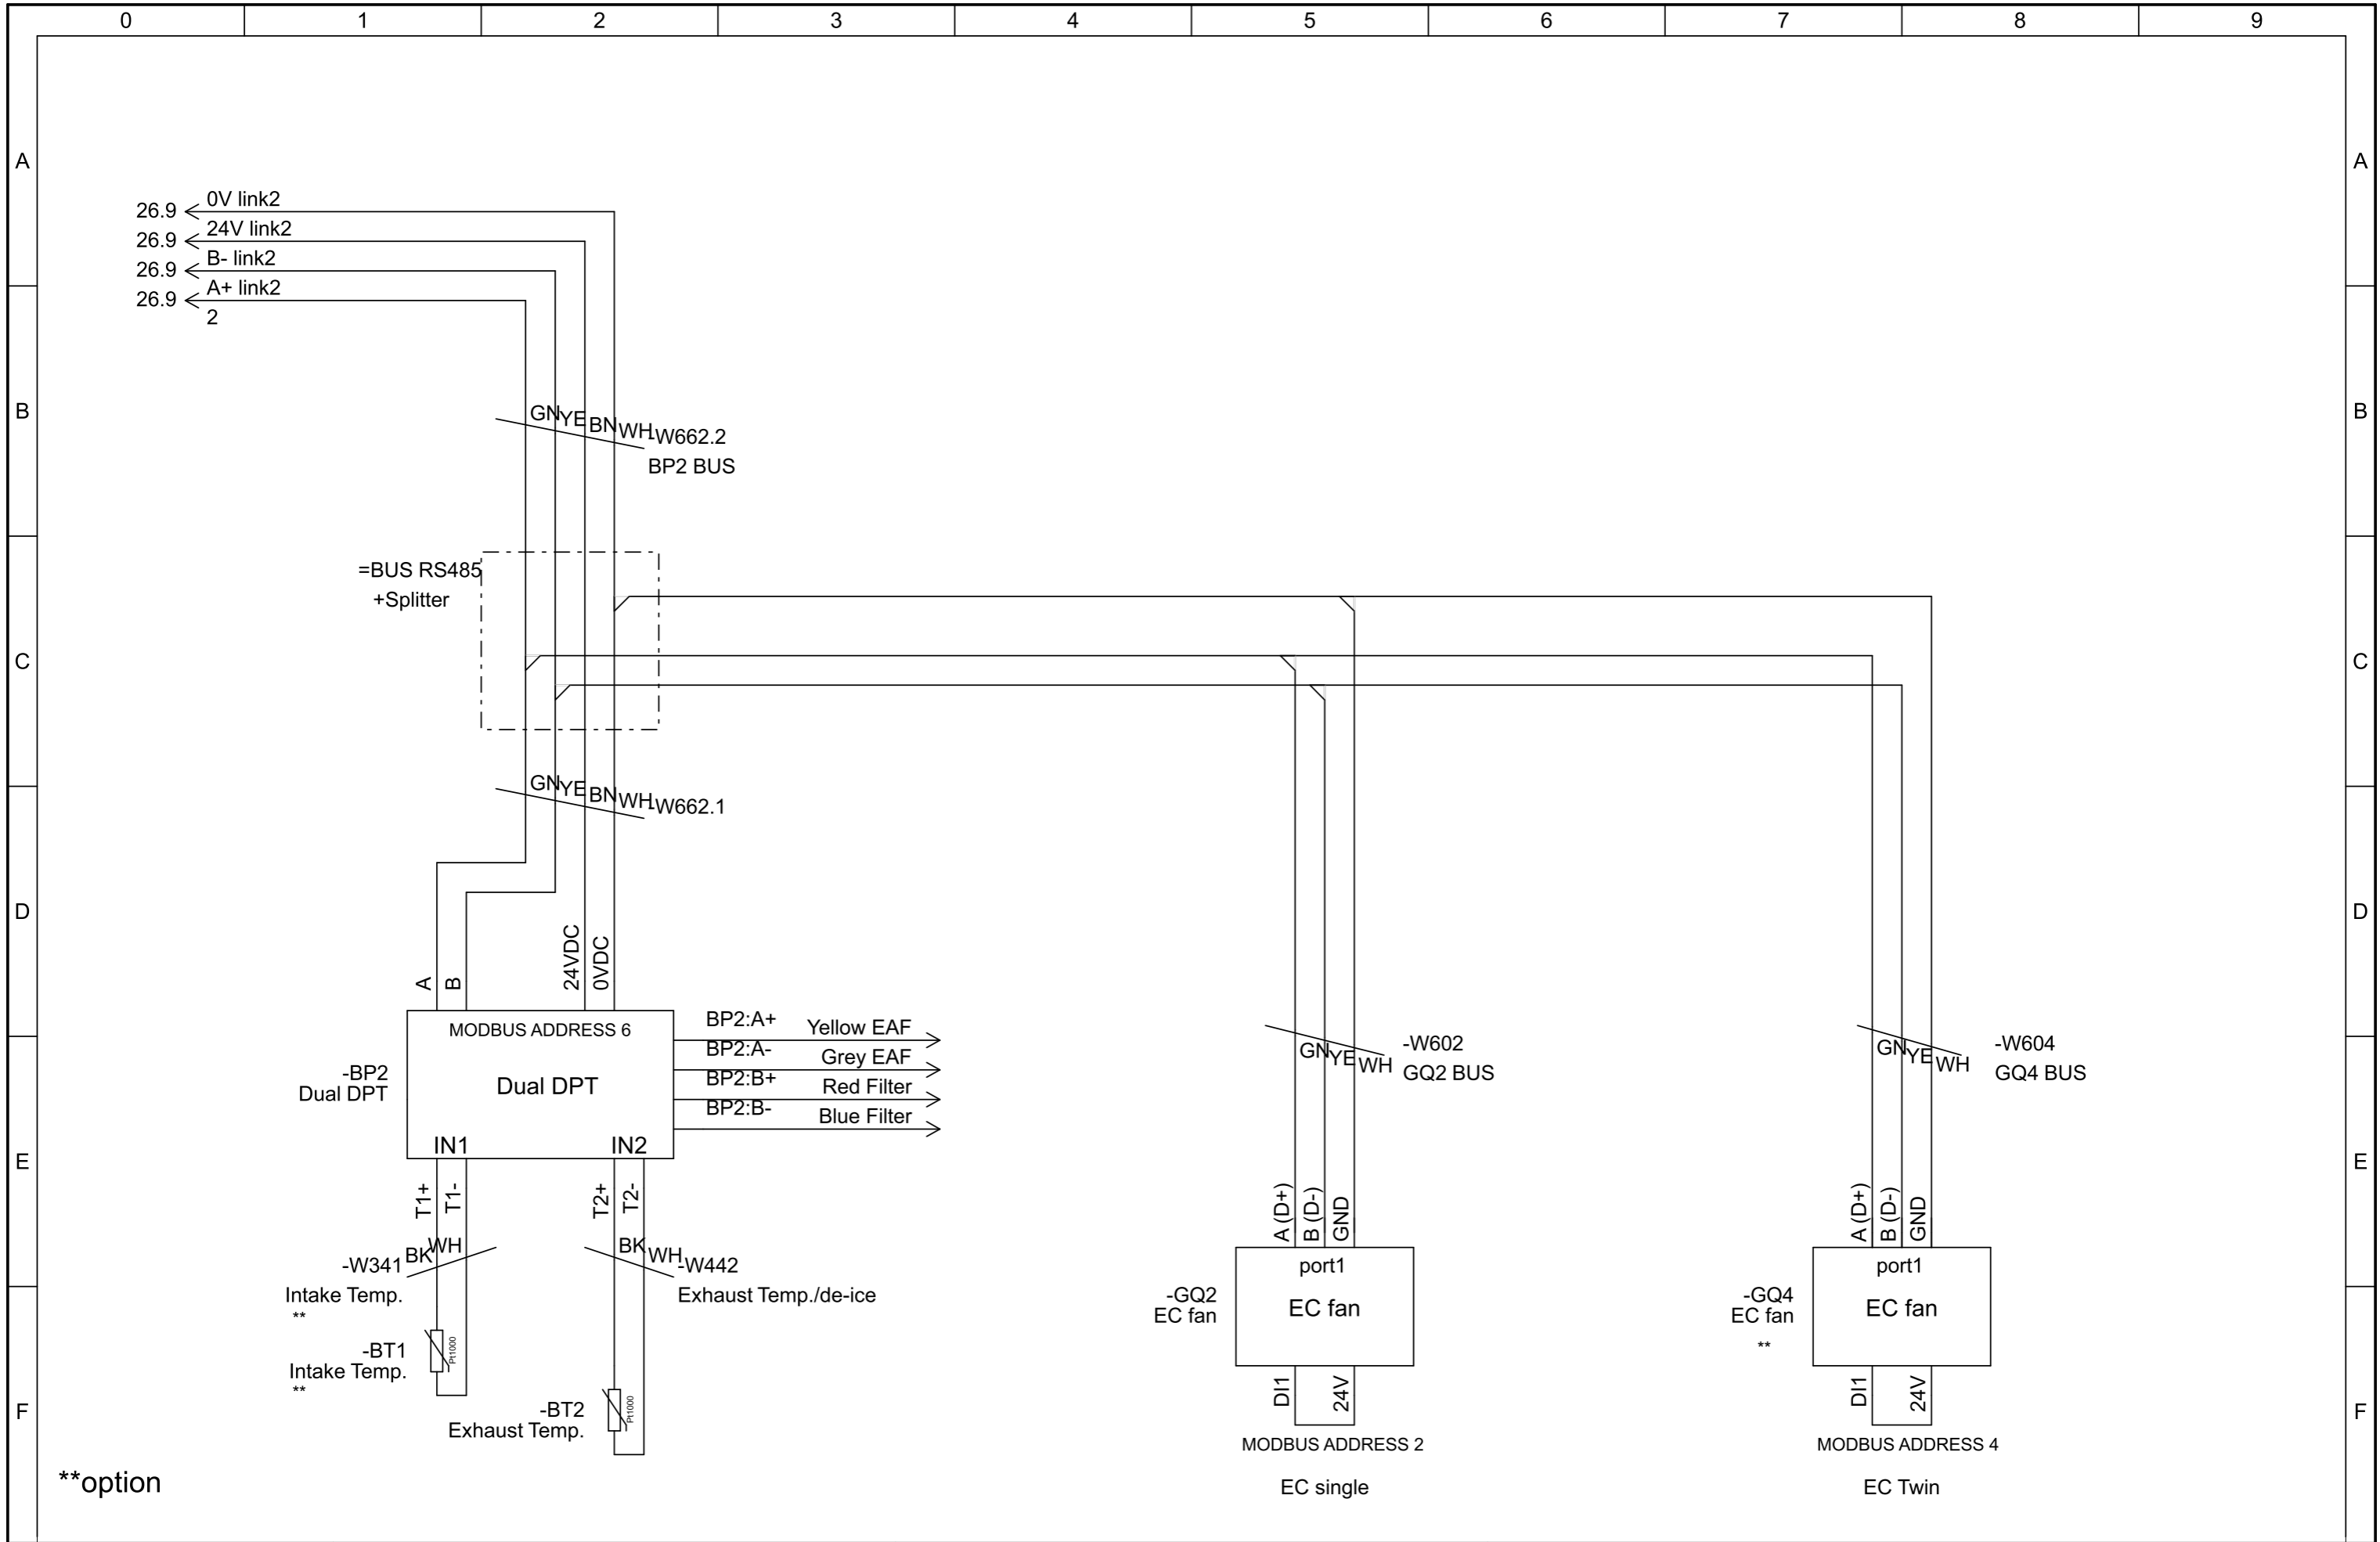 0 1 2 3 4 5 6 7 8 9
A A
26.9 0V link2
26.9 24V link2
26.9 B- link2
26.9 A+ link2
2
B B
GN YE BN WH -W662.2
BP2 BUS
=BUS RS485
+Splitter
C C
GN YE BN WH -W662.1
D D
A B 24VDC 0VDC
MODBUS ADDRESS 6
-BP2
Dual DPT
Dual DPT
IN1 IN2
BP2:A+ Yellow EAF
BP2:A- Grey EAF
BP2:B+ Red Filter
BP2:B- Blue Filter
GN YE WH -W602
GQ2 BUS
GN YE WH -W604
GQ4 BUS
E E
T1+ T1- T2+ T2-
A (D+) B (D-) GND
A (D+) B (D-) GND
-W341 BK WH
Intake Temp.
**
BK WH -W442
Exhaust Temp./de-ice
port1
-GQ2
EC fan
EC fan
port1
-GQ4
EC fan
**
EC fan
-BT1
Intake Temp.
**
Pt1000
-BT2
Exhaust Temp.
Pt1000
F F
DI1 24V
DI1 24V
MODBUS ADDRESS 2
MODBUS ADDRESS 4
EC single
EC Twin
**option